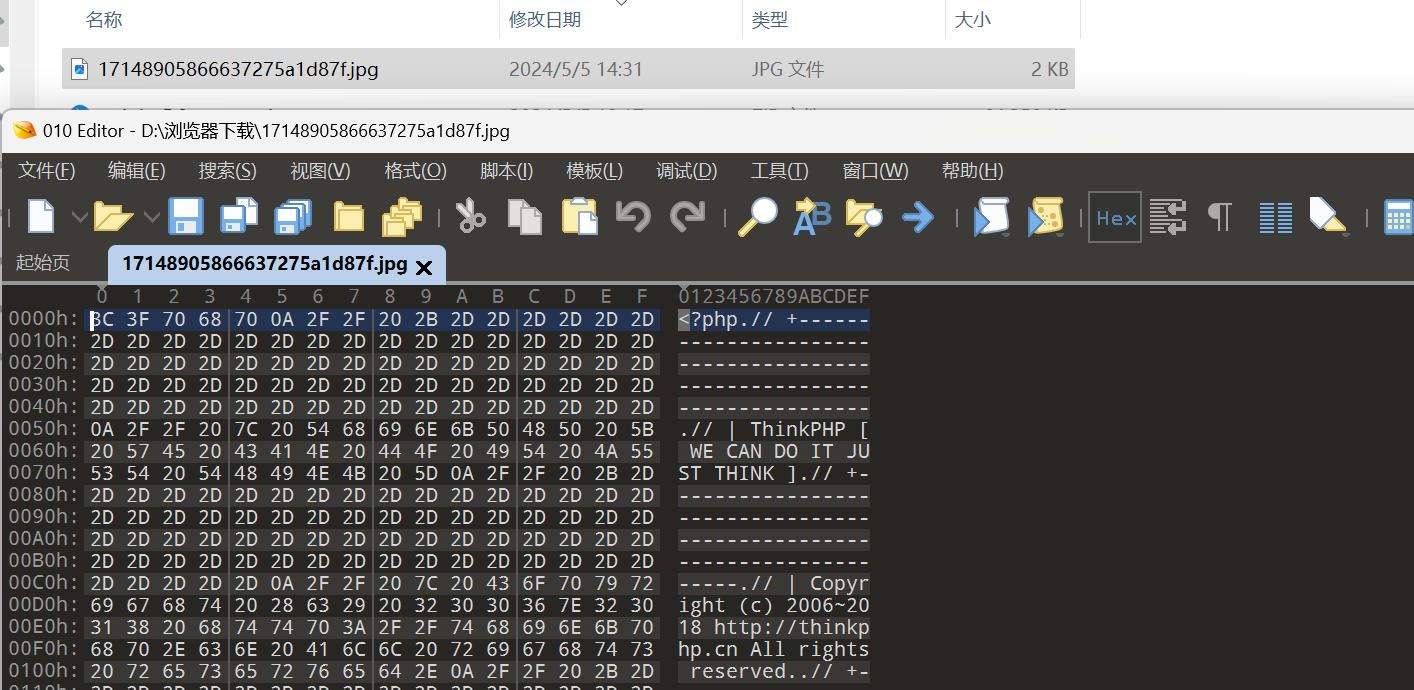 名称 修改日期 类型 大小
17148905866637275a1d87f.jpg 2024/5/5 14:31 JPG 文件 2 KB
010 Editor - D:\浏览器下载\17148905866637275a1d87f.jpg
文件(F) 编辑(E) 搜索(S) 视图(V) 格式(O) 脚本(I) 模板(L) 调试(D) 工具(T) 窗口(W) 帮助(H)
Hex
起始页 17148905866637275a1d87f.jpg
0 1 2 3 4 5 6 7 8 9 A B C D E F 0123456789ABCDEF
0000h: 3C 3F 70 68 70 0A 2F 2F 20 2B 2D 2D 2D 2D 2D 2D <?php.// +------
0010h: 2D 2D 2D 2D 2D 2D 2D 2D 2D 2D 2D 2D 2D 2D 2D 2D ----------------
0020h: 2D 2D 2D 2D 2D 2D 2D 2D 2D 2D 2D 2D 2D 2D 2D 2D ----------------
0030h: 2D 2D 2D 2D 2D 2D 2D 2D 2D 2D 2D 2D 2D 2D 2D 2D ----------------
0040h: 2D 2D 2D 2D 2D 2D 2D 2D 2D 2D 2D 2D 2D 2D 2D 2D ----------------
0050h: 0A 2F 2F 20 7C 20 54 68 69 6E 6B 50 48 50 20 5B .// | ThinkPHP [
0060h: 20 57 45 20 43 41 4E 20 44 4F 20 49 54 20 4A 55 WE CAN DO IT JU
0070h: 53 54 20 54 48 49 4E 4B 20 5D 0A 2F 2F 20 2B 2D ST THINK ].// +-
0080h: 2D 2D 2D 2D 2D 2D 2D 2D 2D 2D 2D 2D 2D 2D 2D 2D ----------------
0090h: 2D 2D 2D 2D 2D 2D 2D 2D 2D 2D 2D 2D 2D 2D 2D 2D ----------------
00A0h: 2D 2D 2D 2D 2D 2D 2D 2D 2D 2D 2D 2D 2D 2D 2D 2D ----------------
00B0h: 2D 2D 2D 2D 2D 2D 2D 2D 2D 2D 2D 2D 2D 2D 2D 2D ----------------
00C0h: 2D 2D 2D 2D 2D 0A 2F 2F 20 7C 20 43 6F 70 79 72 -----.// | Copyr
00D0h: 69 67 68 74 20 28 63 29 20 32 30 30 36 7E 32 30 ight (c) 2006~20
00E0h: 31 38 20 68 74 74 70 3A 2F 2F 74 68 69 6E 6B 70 18 http://thinkp
00F0h: 68 70 2E 63 6E 20 41 6C 6C 20 72 69 67 68 74 73 hp.cn All rights
0100h: 20 72 65 73 65 72 76 65 64 2E 0A 2F 2F 20 2B 2D reserved..// +-